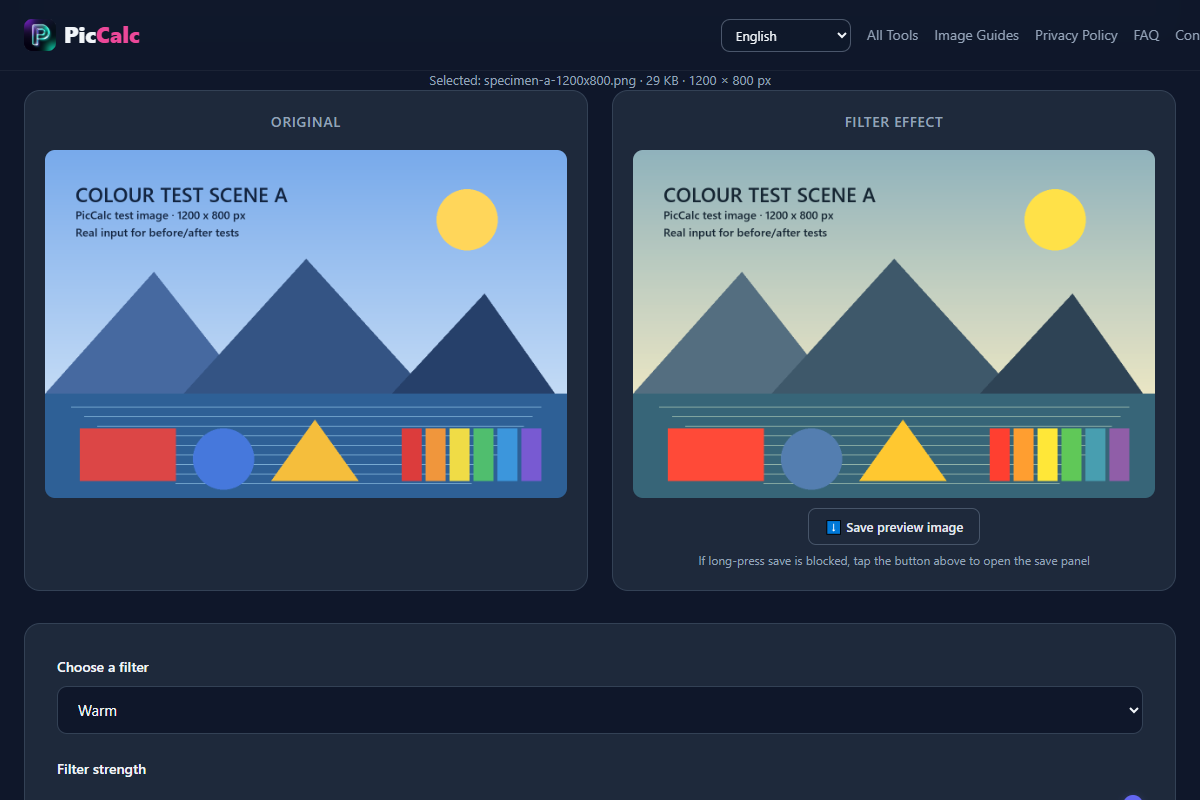 PicCalc
English
All Tools
Image Guides
Privacy Policy
FAQ
Con
Selected: specimen-a-1200x800.png · 29 KB · 1200 × 800 px
ORIGINAL
COLOUR TEST SCENE A
PicCalc test image · 1200 x 800 px
Real input for before/after tests
FILTER EFFECT
COLOUR TEST SCENE A
PicCalc test image · 1200 x 800 px
Real input for before/after tests
Save preview image
If long-press save is blocked, tap the button above to open the save panel
Choose a filter
Warm
Filter strength